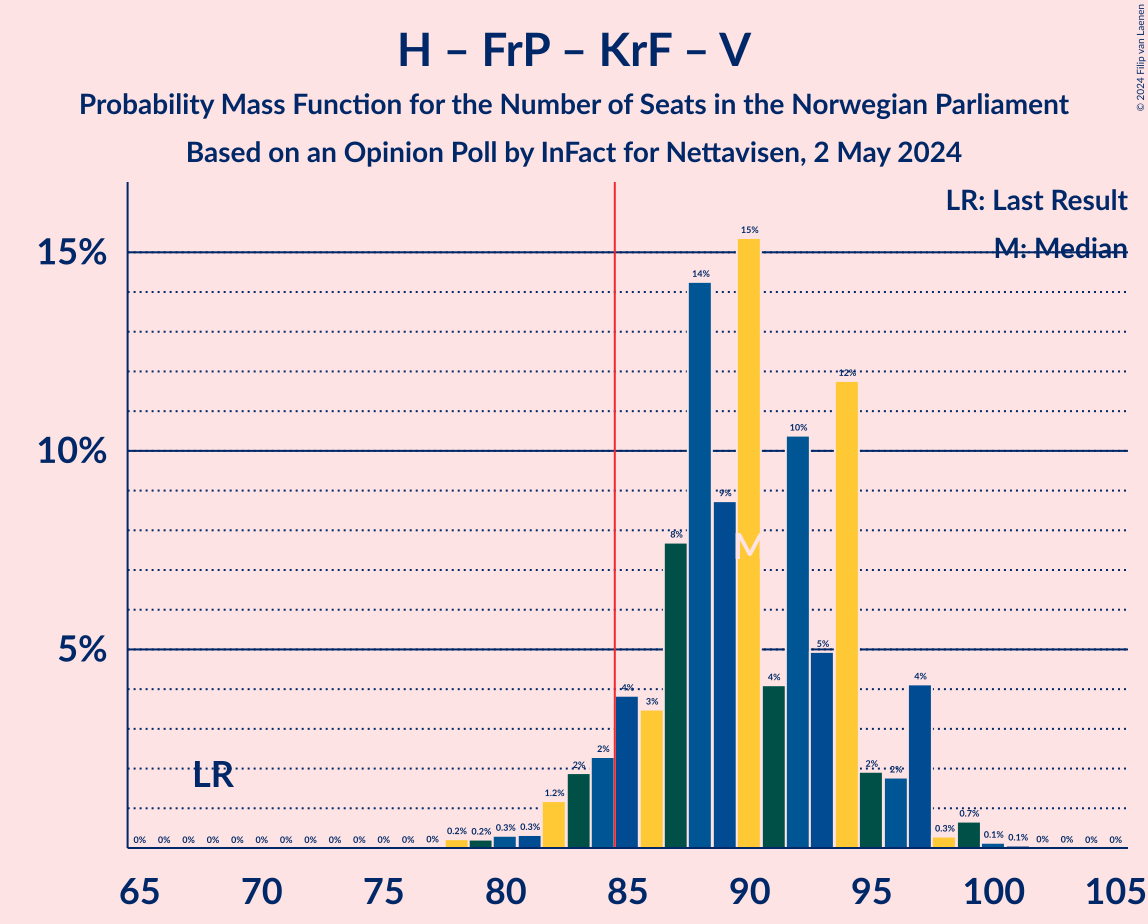 H – FrP – KrF – V
Probability Mass Function for the Number of Seats in the Norwegian Parliament
Based on an Opinion Poll by InFact for Nettavisen, 2 May 2024
© 2024 Filip van Laenen
LR: Last Result
M: Median
15%
10%
5%
LR
M
0% 0% 0% 0% 0% 0% 0% 0% 0% 0% 0% 0% 0% 0.2% 0.2% 0.3% 0.3% 1.2% 2% 2% 4% 3% 8% 14% 9% 15% 4% 10% 5% 12% 2% 2% 4% 0.3% 0.7% 0.1% 0.1% 0% 0% 0% 0%
65 70 75 80 85 90 95 100 105